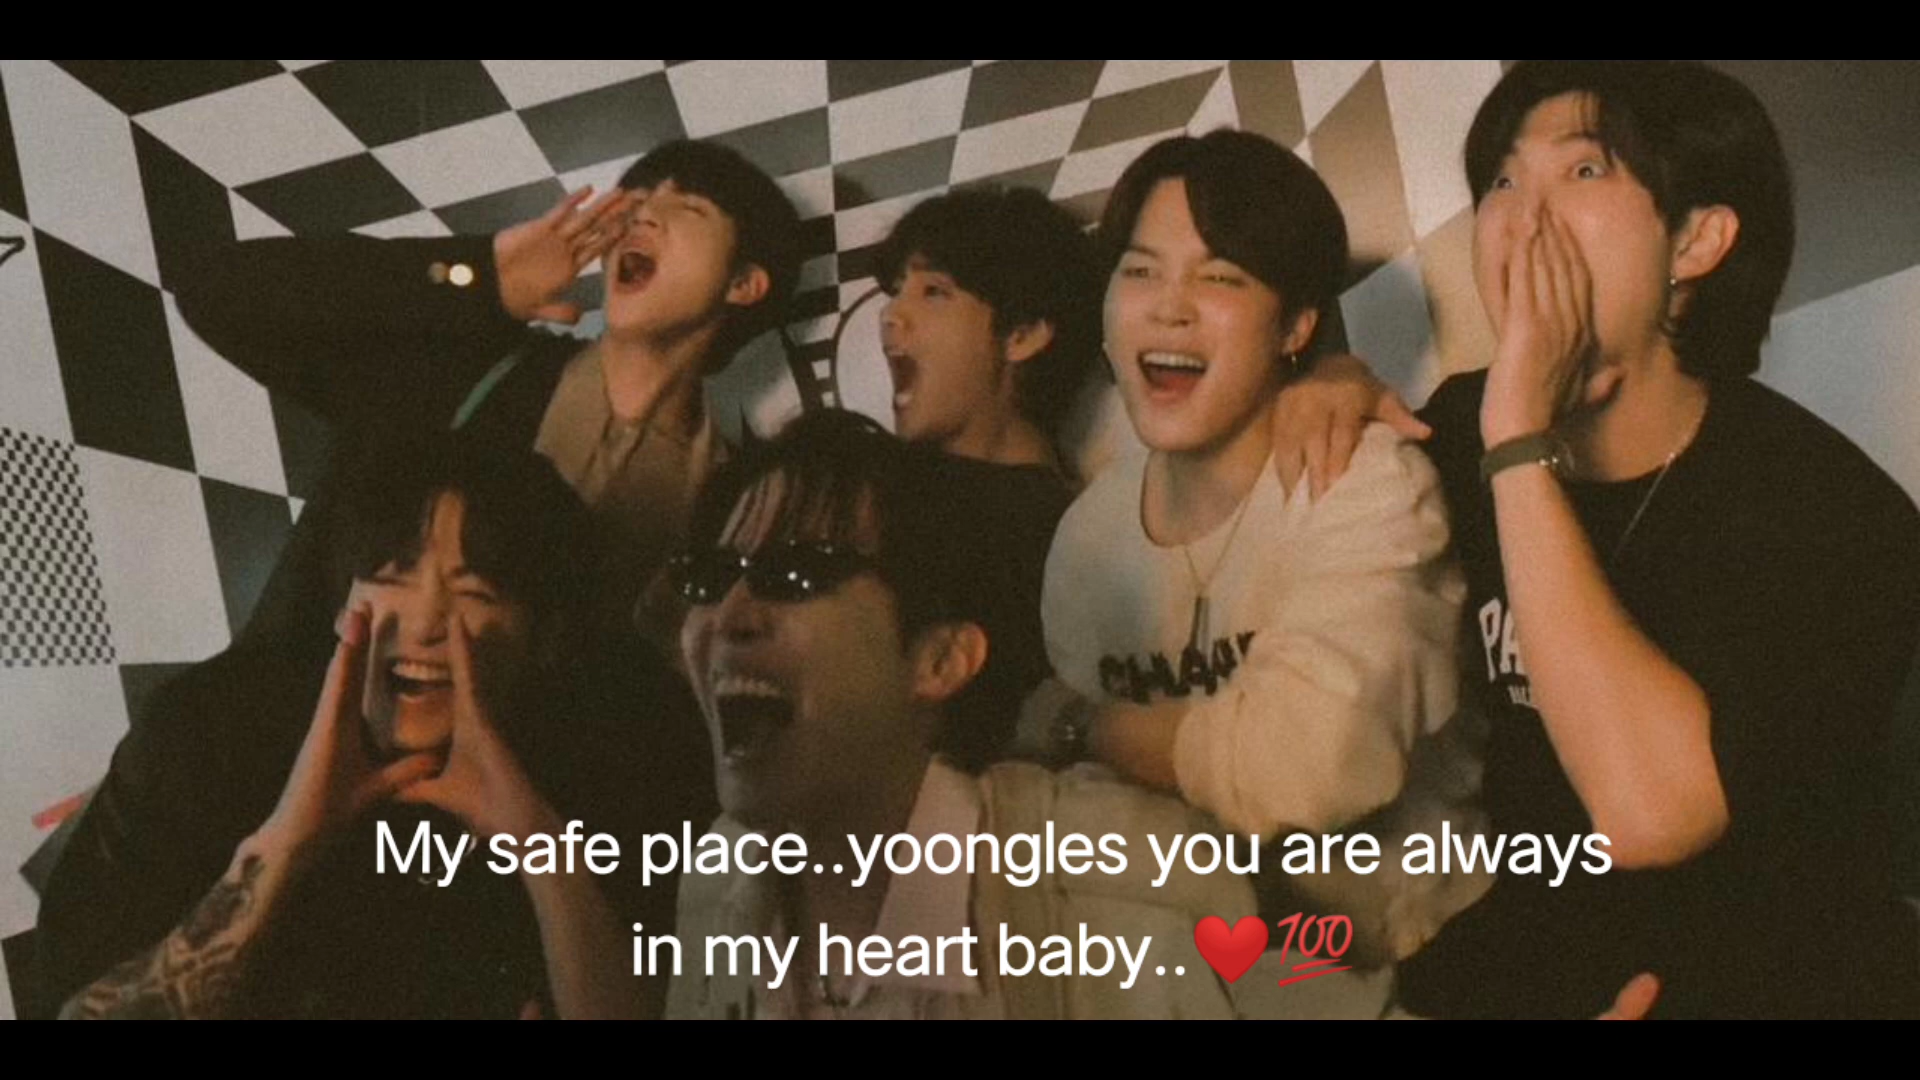 My safe place..yoongles you are always
in my heart baby..❤️💯